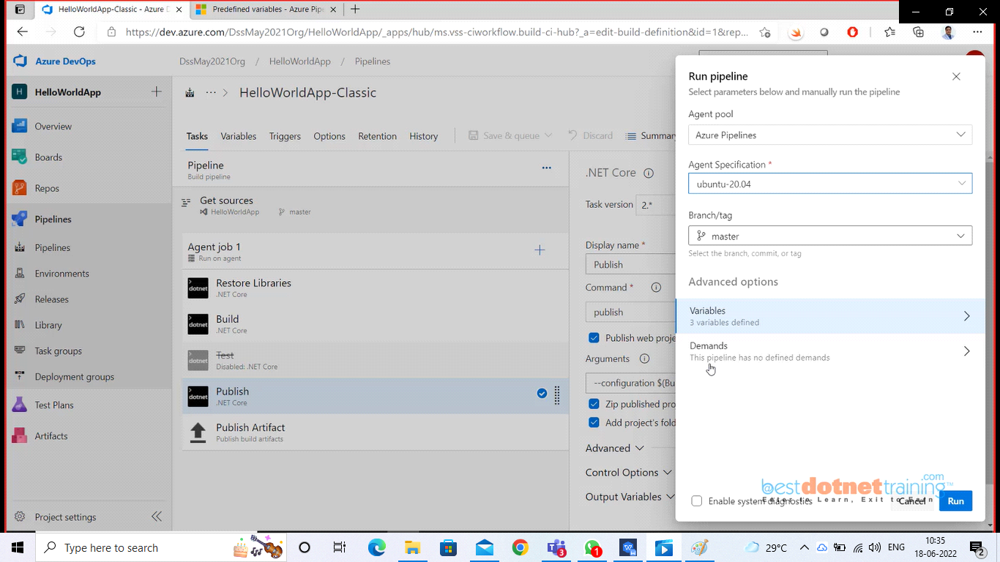 HelloWorldApp-Classic - Azure D
Predefined variables - Azure Pip
https://dev.azure.com/DssMay2021Org/HelloWorldApp/_apps/hub/ms.vss-ciworkflow.build-ci-hub?_a=edit-build-definition&id=1&rep...
Azure DevOps
DssMay2021Org / HelloWorldApp / Pipelines
H HelloWorldApp
Overview
Boards
Repos
Pipelines
Pipelines
Environments
Releases
Library
Task groups
Deployment groups
Test Plans
Artifacts
Project settings
... > HelloWorldApp-Classic
Tasks Variables Triggers Options Retention History Save & queue Discard Summary
Pipeline
Build pipeline
Get sources
HelloWorldApp master
Agent job 1
Run on agent
dotnet Restore Libraries
.NET Core
dotnet Build
.NET Core
dotnet Test
Disabled: .NET Core
dotnet Publish
.NET Core
Publish Artifact
Publish build artifacts
.NET Core
Task version 2.*
Display name *
Publish
Command *
publish
Publish web proje
Arguments
--configuration $(Bu
Zip published pro
Add project's fold
Advanced
Control Options
Output Variables
Run pipeline
Select parameters below and manually run the pipeline
Agent pool
Azure Pipelines
Agent Specification *
ubuntu-20.04
Branch/tag
master
Select the branch, commit, or tag
Advanced options
Variables
3 variables defined
Demands
This pipeline has no defined demands
@bestdotnettraining.com™
Enter to Learn, Exit to Earn
Enable system diagnostics
Cancel
Run
Type here to search
3
1
29°C
ENG
10:35
18-06-2022
2